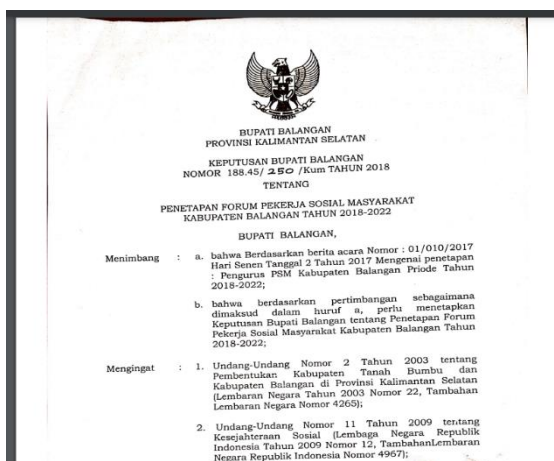 BUPATI BALANGAN
PROVINSI KALIMANTAN SELATAN
KEPUTUSAN BUPATI BALANGAN
NOMOR 188.45/ 250 /Kum TAHUN 2018
TENTANG
PENETAPAN FORUM PEKERJA SOSIAL MASYARAKAT
KABUPATEN BALANGAN TAHUN 2018-2022
BUPATI BALANGAN,
Menimbang : a. bahwa Berdasarkan berita acara Nomor : 01/010/2017
Hari Senen Tanggal 2 Tahun 2017 Mengenai penetapan
: Pengurus PSM Kabupaten Balangan Priode Tahun
2018-2022;
b. bahwa berdasarkan pertimbangan sebagaimana
dimaksud dalam huruf a, perlu menetapkan
Keputusan Bupati Balangan tentang Penetapan Forum
Pekerja Sosial Masyarakat Kabupaten Balangan Tahun
2018-2022;
Mengingat : 1. Undang-Undang Nomor 2 Tahun 2003 tentang
Pembentukan Kabupaten Tanah Bumbu dan
Kabupaten Balangan di Provinsi Kalimantan Selatan
(Lembaran Negara Tahun 2003 Nomor 22, Tambahan
Lembaran Negara Nomor 4265);
2. Undang-Undang Nomor 11 Tahun 2009 tentang
Kesejahteraan Sosial (Lembaga Negara Republik
Indonesia Tahun 2009 Nomor 12, TambahanLembaran
Negara Republik Indonesia Nomor 4967);